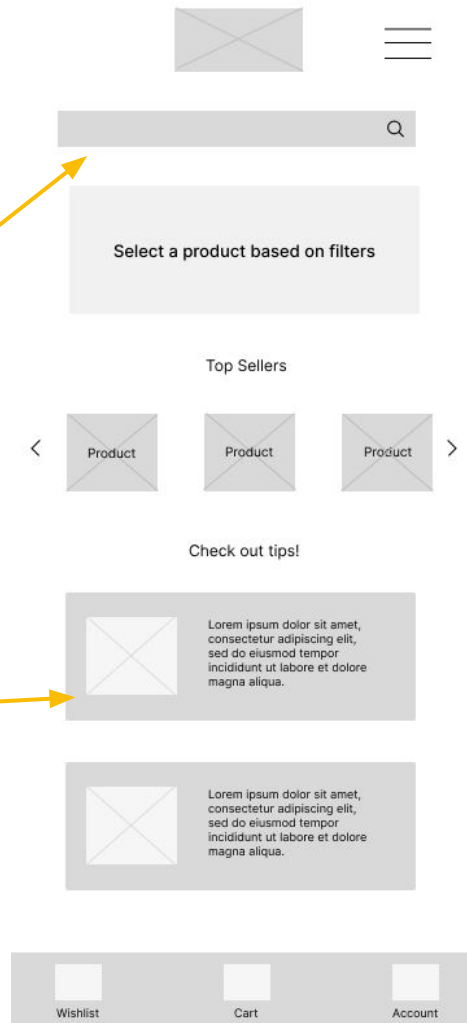 Select a product based on filters
Top Sellers
Product
Product
Product
Check out tips!
Lorem ipsum dolor sit amet,
consectetur adipiscing elit,
sed do eiusmod tempor
incididunt ut labore et dolore
magna aliqua.
Lorem ipsum dolor sit amet,
consectetur adipiscing elit,
sed do eiusmod tempor
incididunt ut labore et dolore
magna aliqua.
Wishlist
Cart
Account